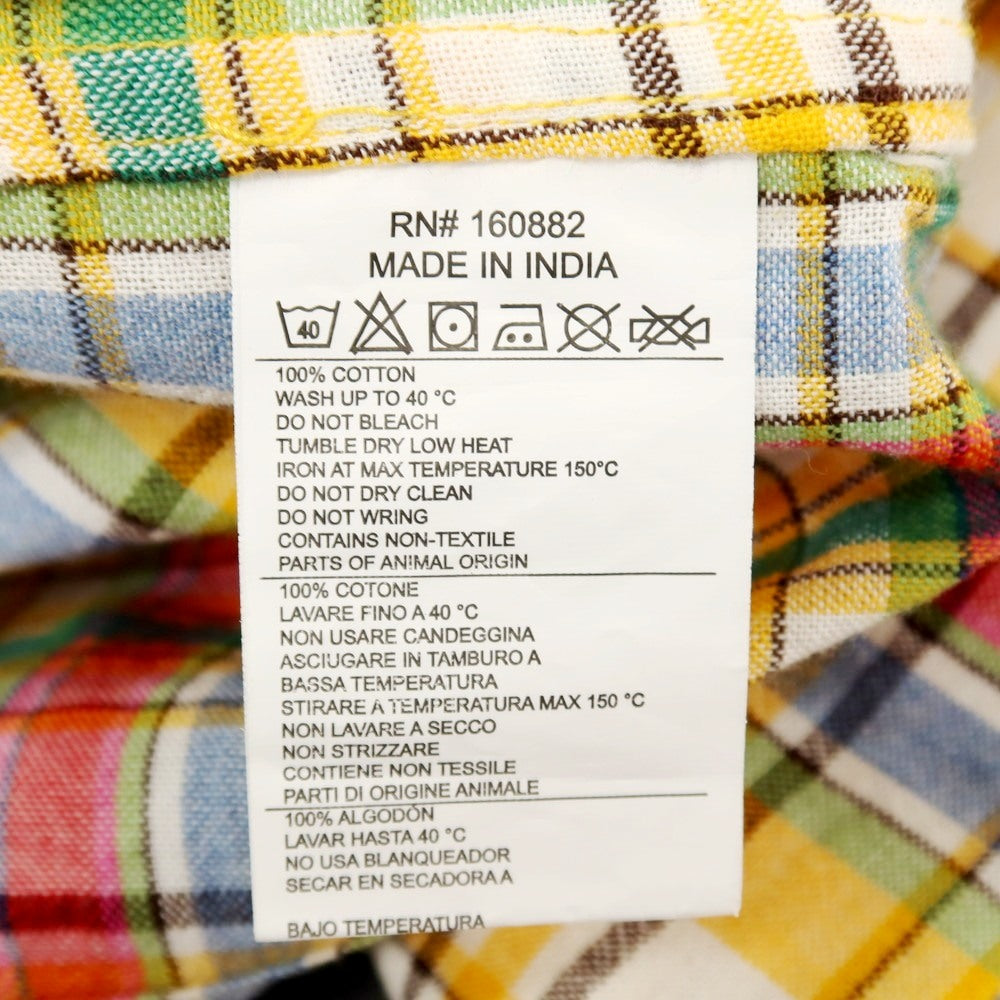 RN# 160882
MADE IN INDIA
40
100% COTTON
WASH UP TO 40 °C
DO NOT BLEACH
TUMBLE DRY LOW HEAT
IRON AT MAX TEMPERATURE 150°C
DO NOT DRY CLEAN
DO NOT WRING
CONTAINS NON-TEXTILE
PARTS OF ANIMAL ORIGIN
100% COTONE
LAVARE FINO A 40 °C
NON USARE CANDEGGINA
ASCIUGARE IN TAMBURO A
BASSA TEMPERATURA
STIRARE A TEMPERATURA MAX 150 °C
NON LAVARE A SECCO
NON STRIZZARE
CONTIENE NON TESSILE
PARTI DI ORIGINE ANIMALE
100% ALGODÓN
LAVAR HASTA 40 °C
NO USA BLANQUEADOR
SECAR EN SECADORA A
BAJO TEMPERATURA